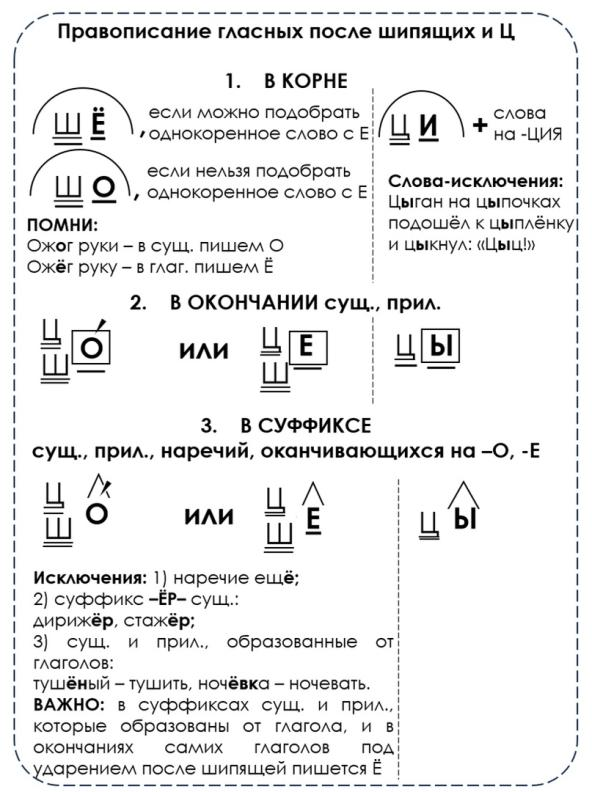 Правописание гласных после шипящих и Ц
1. В КОРНЕ
Ш Ё , если можно подобрать однокоренное слово с Е
Ш О , если нельзя подобрать однокоренное слово с Е
ПОМНИ:
Ожог руки – в сущ. пишем О
Ожёг руку – в глаг. пишем Ё
Ц И + слова на -ЦИЯ
Слова-исключения:
Цыган на цыпочках
подошёл к цыплёнку
и цыкнул: «Цыц!»
2. В ОКОНЧАНИИ сущ., прил.
Ц Ш О или Ц Ш Е Ц Ы
3. В СУФФИКСЕ
сущ., прил., наречий, оканчивающихся на –О, -Е
Ц Ш О или Ц Ш Е Ц Ы
Исключения: 1) наречие ещё;
2) суффикс –ЁР– сущ.:
дирижёр, стажёр;
3) сущ. и прил., образованные от
глаголов:
тушёный – тушить, ночёвка – ночевать.
ВАЖНО: в суффиксах сущ. и прил.,
которые образованы от глагола, и в
окончаниях самих глаголов под
ударением после шипящей пишется Ё